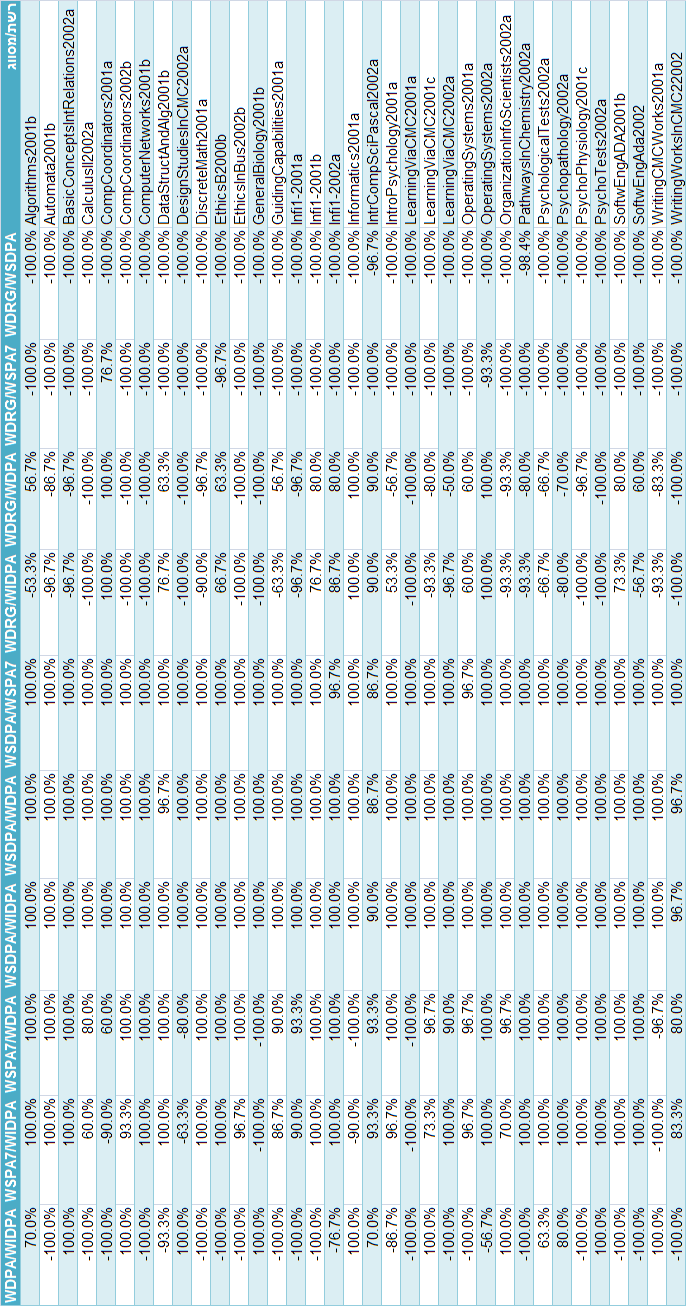 WDPA/WIDPA WSPA7/WIDPA WSPA7/WDPA WSDPA/WIDPA WSDPA/WDPA WSDPA/WSPA7 WDRG/WIDPA WDRG/WDPA WDRG/WSPA7 WDRG/WSDPA רשת/מסווג
70.0% 100.0% 100.0% 100.0% 100.0% 100.0% -53.3% 56.7% -100.0% -100.0% Algorithms2001b
-100.0% 100.0% 100.0% 100.0% 100.0% 100.0% -96.7% -86.7% -100.0% -100.0% Automata2001b
-100.0% 100.0% 100.0% 100.0% 100.0% 100.0% -96.7% -96.7% -100.0% -100.0% BasicConceptsIntRelations2002a
-100.0% 60.0% 80.0% 100.0% 100.0% 100.0% -100.0% -100.0% -100.0% -100.0% CalculusII2002a
-100.0% -90.0% 60.0% 100.0% 100.0% 100.0% -100.0% -100.0% 76.7% -100.0% CompCoordinators2001a
-100.0% 93.3% 100.0% 100.0% 100.0% 100.0% -100.0% -100.0% -100.0% -100.0% CompCoordinators2002b
-100.0% 100.0% 100.0% 100.0% 100.0% 100.0% -100.0% -100.0% -100.0% -100.0% ComputerNetworks2001b
-93.3% 100.0% 100.0% 100.0% 96.7% 100.0% 76.7% 63.3% -100.0% -100.0% DataStructAndAlg2001b
100.0% -63.3% -80.0% 100.0% 100.0% 100.0% -100.0% -100.0% -100.0% -100.0% DesignStudiesInCMC2002a
-100.0% 100.0% 100.0% 100.0% 100.0% 100.0% -90.0% -96.7% -100.0% -100.0% DiscreteMath2001a
-100.0% 100.0% 100.0% 100.0% 100.0% 100.0% 66.7% 63.3% -96.7% -100.0% EthicsB2000b
-100.0% 96.7% 100.0% 100.0% 100.0% 100.0% -100.0% -100.0% -100.0% -100.0% EthicsInBus2002b
-100.0% -100.0% -100.0% 100.0% 100.0% 100.0% -100.0% -100.0% -100.0% -100.0% GeneralBiology2001b
-100.0% 86.7% 90.0% 100.0% 100.0% 100.0% -63.3% 56.7% -100.0% -100.0% GuidingCapabilities2001a
-100.0% 90.0% 93.3% 100.0% 100.0% 100.0% -96.7% -96.7% -100.0% -100.0% Infi1-2001a
-100.0% 100.0% 100.0% 100.0% 100.0% 100.0% 76.7% 80.0% -100.0% -100.0% Infi1-2001b
-76.7% 100.0% 100.0% 100.0% 100.0% 96.7% 86.7% 80.0% -100.0% -100.0% Infi1-2002a
-100.0% -90.0% -100.0% 100.0% 100.0% 100.0% 100.0% 100.0% -100.0% -100.0% Informatics2001a
70.0% 93.3% 93.3% 90.0% 86.7% 86.7% 90.0% 90.0% -100.0% -96.7% IntrCompSciPascal2002a
-86.7% 96.7% 100.0% 100.0% 100.0% 100.0% 53.3% -56.7% -100.0% -100.0% IntroPsychology2001a
-100.0% -100.0% -100.0% 100.0% 100.0% 100.0% -100.0% -100.0% -100.0% -100.0% LearningViaCMC2001a
100.0% 73.3% 96.7% 100.0% 100.0% 100.0% -93.3% -80.0% -100.0% -100.0% LearningViaCMC2001c
-100.0% 100.0% 90.0% 100.0% 100.0% 100.0% -96.7% -50.0% -100.0% -100.0% LearningViaCMC2002a
-100.0% 96.7% 96.7% 100.0% 100.0% 96.7% 60.0% 60.0% -100.0% -100.0% OperatingSystems2001a
-56.7% 100.0% 100.0% 100.0% 100.0% 100.0% 100.0% 100.0% -93.3% -100.0% OperatingSystems2002a
100.0% 70.0% 96.7% 100.0% 100.0% 100.0% -93.3% -93.3% -100.0% -100.0% OrganizationInfoScientists2002a
-100.0% 100.0% 100.0% 100.0% 100.0% 100.0% -93.3% -80.0% -100.0% -98.4% PathwaysInChemistry2002a
63.3% 100.0% 100.0% 100.0% 100.0% 100.0% -66.7% -66.7% -100.0% -100.0% PsychologicalTests2002a
80.0% 100.0% 100.0% 100.0% 100.0% 100.0% -80.0% -70.0% -100.0% -100.0% Psychopathology2002a
-100.0% 100.0% 100.0% 100.0% 100.0% 100.0% -100.0% -96.7% -100.0% -100.0% PsychoPhysiology2001c
-100.0% 100.0% 100.0% 100.0% 100.0% 100.0% -100.0% -100.0% -100.0% -100.0% PsychoTests2002a
-100.0% 100.0% 100.0% 100.0% 100.0% 100.0% 73.3% 80.0% -100.0% -100.0% SoftwEngADA2001b
-100.0% 100.0% 100.0% 100.0% 100.0% 100.0% -56.7% 60.0% -100.0% -100.0% SoftwEngAda2002
-100.0% -100.0% -96.7% 100.0% 100.0% 100.0% -93.3% -83.3% -100.0% -100.0% WritingCMCWorks2001a
-100.0% 83.3% 80.0% 96.7% 96.7% 100.0% -100.0% -100.0% -100.0% -100.0% WritingWorksInCMC22002